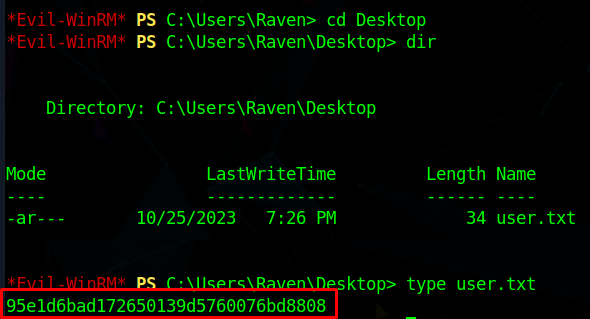 *Evil-WinRM* PS C:\Users\Raven> cd Desktop
*Evil-WinRM* PS C:\Users\Raven\Desktop> dir
Directory: C:\Users\Raven\Desktop
Mode LastWriteTime Length Name
---- ------------- ------ ----
-ar--- 10/25/2023 7:26 PM 34 user.txt
*Evil-WinRM* PS C:\Users\Raven\Desktop> type user.txt
95e1d6bad172650139d5760076bd8808